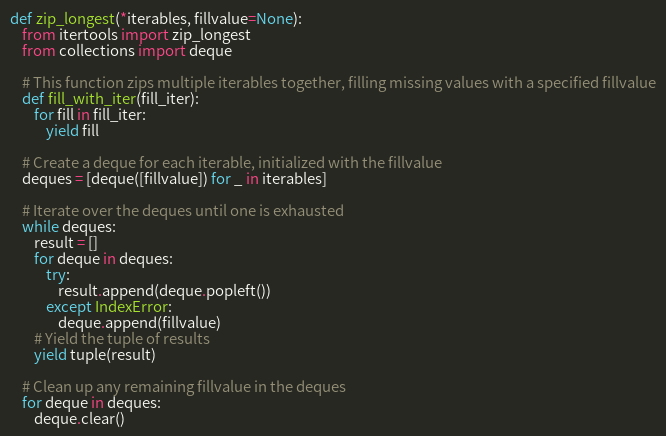 def zip_longest(*iterables, fillvalue=None):
    from itertools import zip_longest
    from collections import deque

    # This function zips multiple iterables together, filling missing values with a specified fillvalue
    def fill_with_iter(fill_iter):
        for fill in fill_iter:
            yield fill

    # Create a deque for each iterable, initialized with the fillvalue
    deques = [deque([fillvalue]) for _ in iterables]

    # Iterate over the deques until one is exhausted
    while deques:
        result = []
        for deque in deques:
            try:
                result.append(deque.popleft())
            except IndexError:
                deque.append(fillvalue)
        # Yield the tuple of results
        yield tuple(result)

    # Clean up any remaining fillvalue in the deques
    for deque in deques:
        deque.clear()